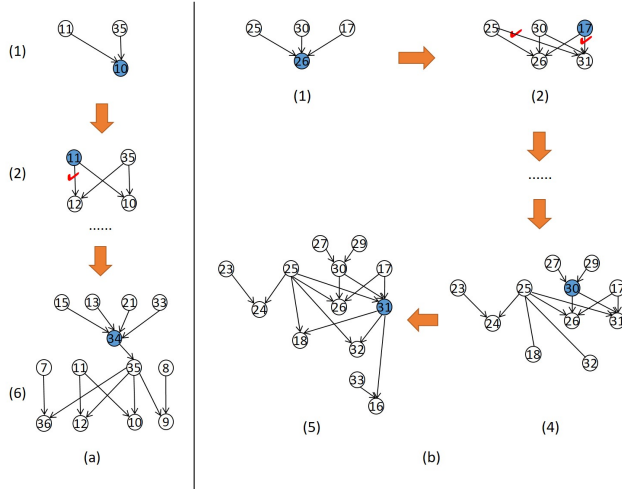 11 35
(1)
10
11 35
(2)
12 10
......
15 13 21 33
34
7 11 35 8
(6)
36 12 10 9
(a)
25 30 17
26
(1)
25 30 17
26 31
(2)
......
27 29
23 25 30 17
24 26 31
18 32
33
16
(5)
27 29
23 25 30 17
24 26 31
18 32
(4)
(b)